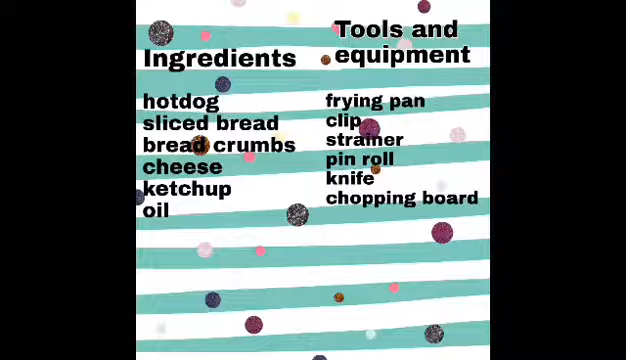 Ingredients
hotdog
sliced bread
bread crumbs
cheese
ketchup
oil
Tools and
equipment
frying pan
clip
strainer
pin roll
knife
chopping board